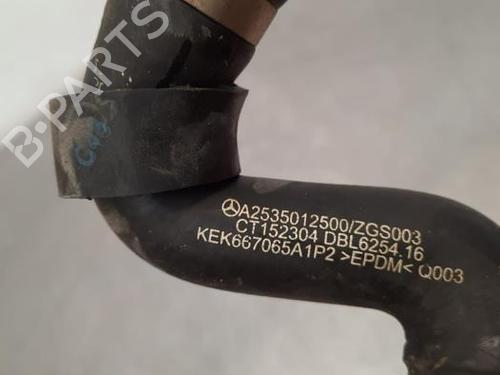 B-PARTS
A2535012500/ZGS003
CT152304 DBL6254.16
KEK667065A1P2 >EPDM< Q003